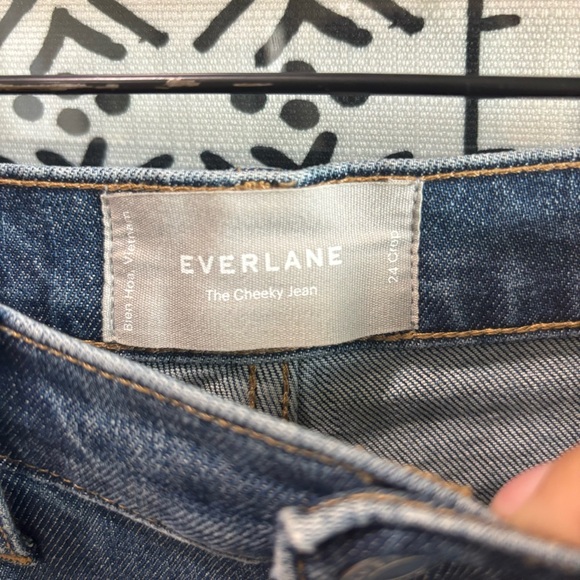 Bien Hoa, Vietnam
EVERLANE
The Cheeky Jean
24 Crop